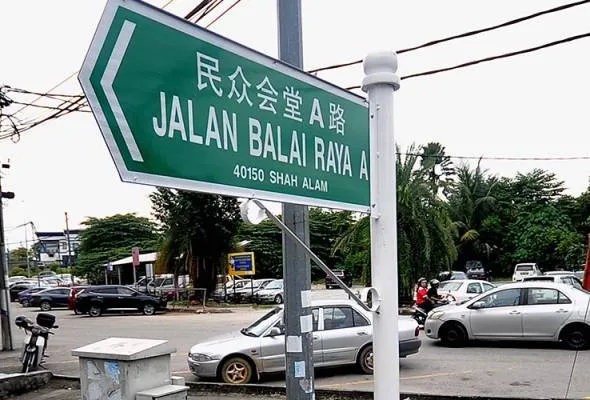 民众会堂A路
JALAN BALAI RAYA A
40150 SHAH ALAM